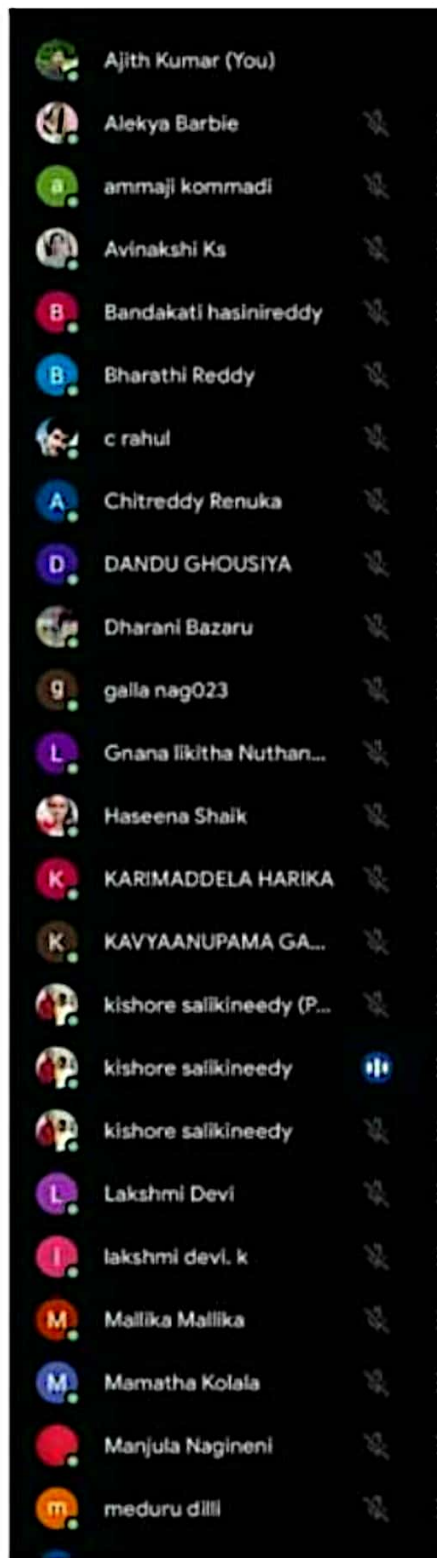 Ajith Kumar (You)
Alekya Barbie
a ammaji kommadi
Avinakshi Ks
B Bandakati hasinireddy
B Bharathi Reddy
c rahul
A Chitreddy Renuka
D DANDU GHOUSIYA
Dharani Bazaru
g galla nag023
L Gnana likitha Nuthan...
Haseena Shaik
K KARIMADDELA HARIKA
K KAVYAANUPAMA GA...
kishore salikineedy (P...
kishore salikineedy
kishore salikineedy
L Lakshmi Devi
l lakshmi devi. k
M Mallika Mallika
M Mamatha Kolala
Manjula Nagineni
m meduru dilli